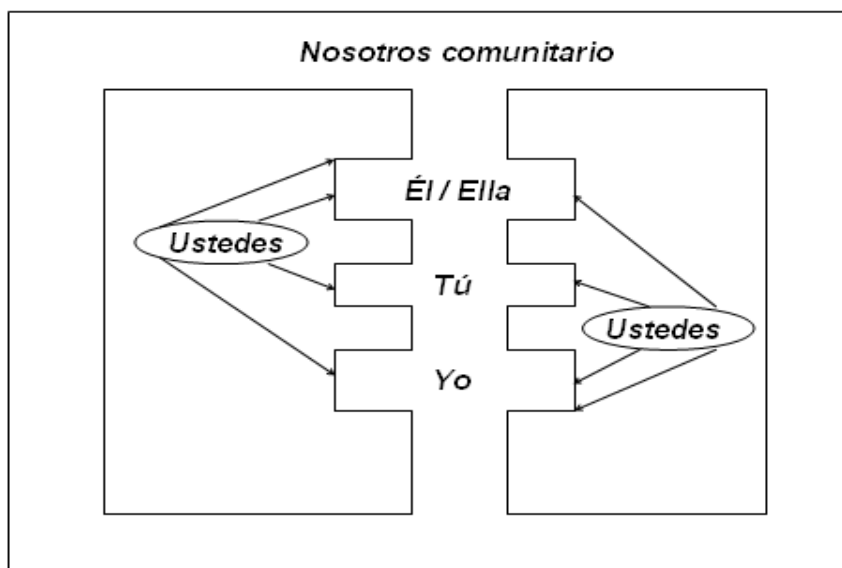 Nosotros comunitario
Él / Ella
Ustedes
Tú
Ustedes
Yo